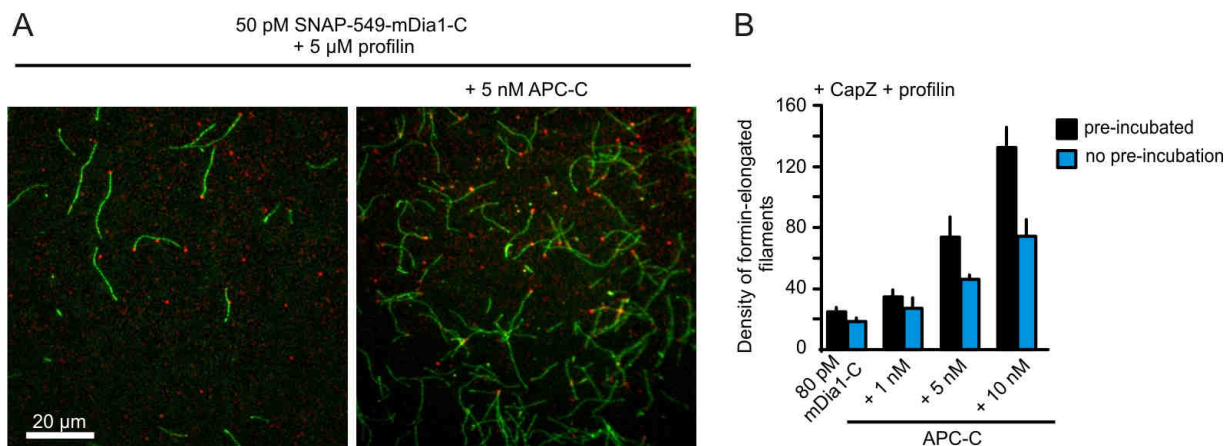 A
50 pM SNAP-549-mDia1-C
+ 5 µM profilin
+ 5 nM APC-C
20 µm
B
+ CapZ + profilin
160
120
80
40
0
Density of formin-elongated
filaments
pre-incubated
no pre-incubation
80 pM
mDia1-C
+ 1 nM
+ 5 nM
+ 10 nM
APC-C